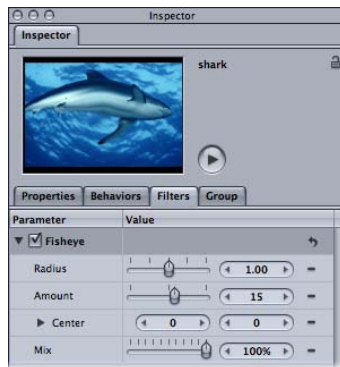 Inspector
Inspector
shark
Properties Behaviors Filters Group
Parameter Value
Fisheye
Radius 1.00
Amount 15
Center 0 0
Mix 100%